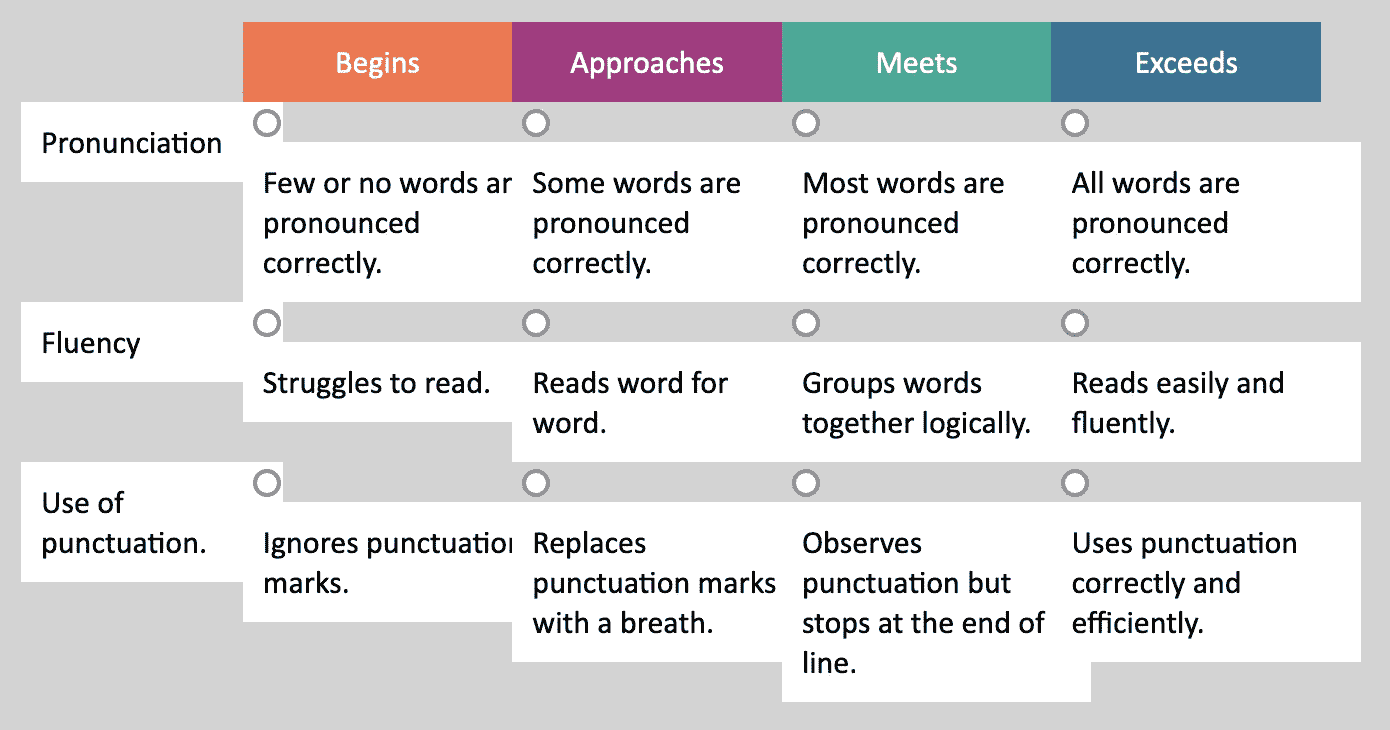 Begins Approaches Meets Exceeds
Pronunciation
Few or no words ar Some words are Most words are All words are
pronounced pronounced pronounced pronounced
correctly. correctly. correctly. correctly.
Fluency
Struggles to read. Reads word for Groups words Reads easily and
word. together logically. fluently.
Use of
punctuation.
Ignores punctuation Replaces Observes Uses punctuation
marks. punctuation marks punctuation but correctly and
with a breath. stops at the end of efficiently.
line.